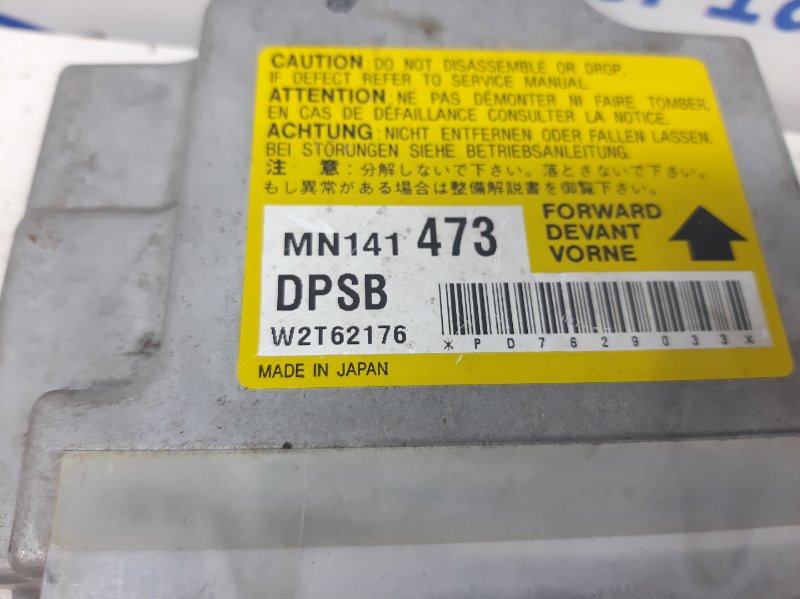 CAUTION: DO NOT DISASSEMBLE OR DROP.
IF DEFECT REFER TO SERVICE MANUAL.
ATTENTION: NE PAS DÉMONTER NI FAIRE TOMBER.
EN CAS DE DÉFAILLANCE CONSULTER LA NOTICE.
ACHTUNG: NICHT ENTFERNEN ODER FALLEN LASSEN.
BEI STÖRUNGEN SIEHE BETRIEBSANLEITUNG.
注 意:分解しないで下さい。落とさないで下さい。
もし異常がある場合は整備解説書を御覧下さい。
MN141 473
FORWARD
DEVANT
VORNE
DPSB
W2T62176
*PD7629033*
MADE IN JAPAN